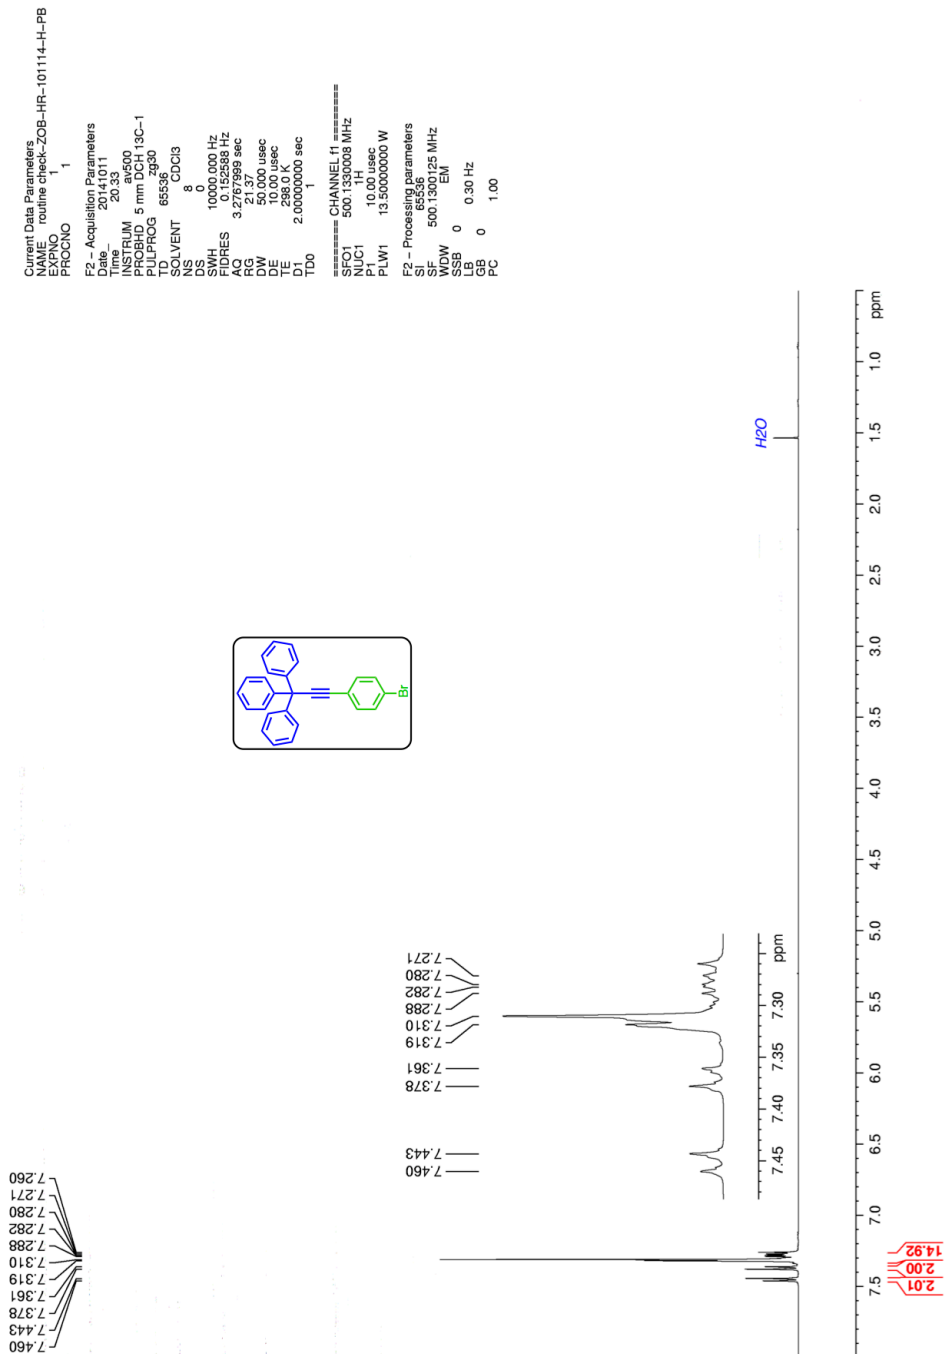 Current Data Parameters
NAME routine check-ZOB-HR-101114-H-PB
EXPNO 1
PROCNO 1
F2 - Acquisition Parameters
Date_ 20141011
Time 20.33
INSTRUM av500
PROBHD 5 mm DCH 13C-1
PULPROG zg30
TD 65536
SOLVENT CDCl3
NS 8
DS 0
SWH 10000.000 Hz
FIDRES 0.152588 Hz
AQ 3.2767999 sec
RG 21.37
DW 50.000 usec
DE 10.00 usec
TE 298.0 K
D1 2.00000000 sec
TD0 1
======== CHANNEL f1 ========
SFO1 500.1330008 MHz
NUC1 1H
P1 10.00 usec
PLW1 13.50000000 W
F2 - Processing parameters
SI 65536
SF 500.1300125 MHz
WDW EM
SSB 0
LB 0.30 Hz
GB 0
PC 1.00
7.460
7.443
7.378
7.361
7.319
7.310
7.288
7.282
7.280
7.271
7.260
Br
7.460
7.443
7.378
7.361
7.319
7.310
7.288
7.282
7.280
7.271
7.45 7.40 7.35 7.30 ppm
H2O
7.5 7.0 6.5 6.0 5.5 5.0 4.5 4.0 3.5 3.0 2.5 2.0 1.5 1.0 ppm
2.01
2.00
14.92